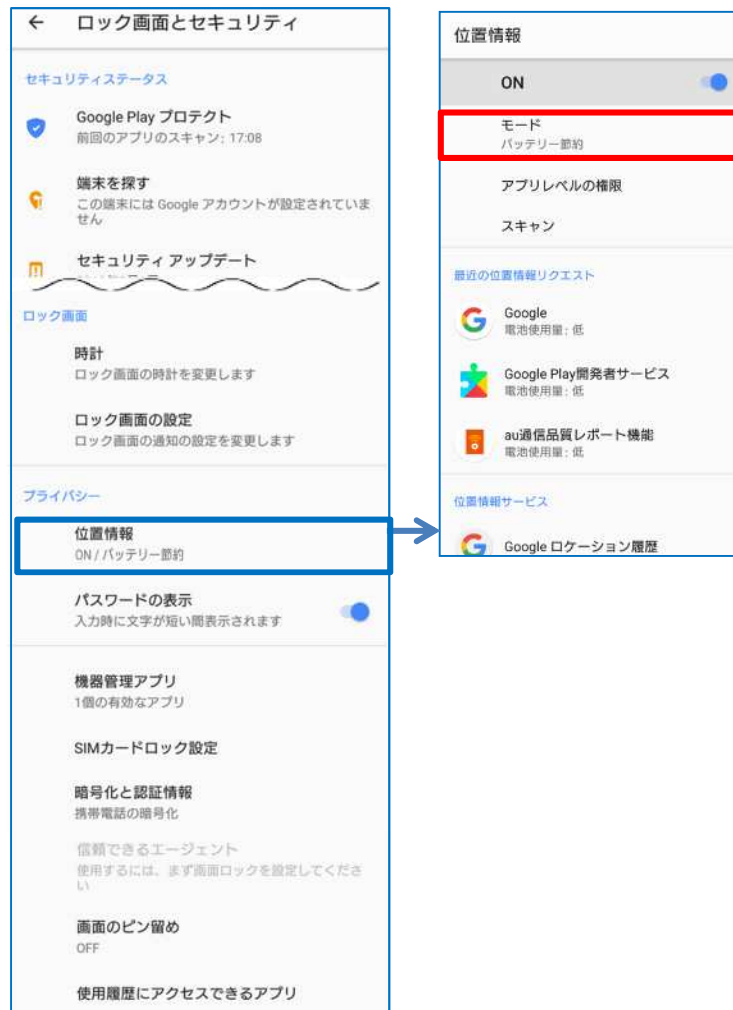 ← ロック画面とセキュリティ
セキュリティステータス
Google Play プロテクト
前回のアプリのスキャン: 17:08
端末を探す
この端末には Google アカウントが設定されていま
せん
セキュリティ アップデート
ロック画面
時計
ロック画面の時計を変更します
ロック画面の設定
ロック画面の通知の設定を変更します
プライバシー
位置情報
ON / バッテリー節約
パスワードの表示
入力時に文字が短い間表示されます
機器管理アプリ
1個の有効なアプリ
SIMカードロック設定
暗号化と認証情報
携帯電話の暗号化
信頼できるエージェント
使用するには、まず画面ロックを設定してくださ
い
画面のピン留め
OFF
使用履歴にアクセスできるアプリ
位置情報
ON
モード
バッテリー節約
アプリレベルの権限
スキャン
最近の位置情報リクエスト
Google
電池使用量: 低
Google Play開発者サービス
電池使用量: 低
au通信品質レポート機能
電池使用量: 低
位置情報サービス
Google ロケーション履歴